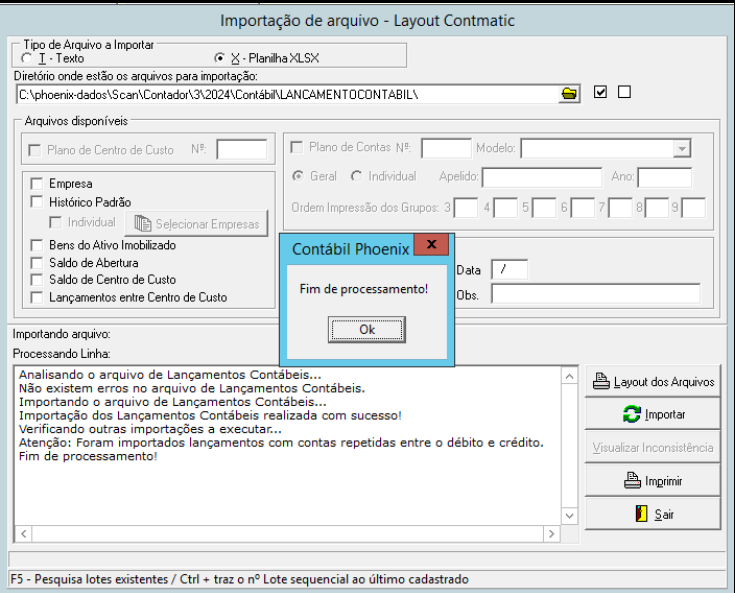 Importação de arquivo - Layout Contmatic
Tipo de Arquivo a Importar
I - Texto
X - Planilha XLSX
Diretório onde estão os arquivos para importação:
C:\phoenix-dados\Scan\Contador\3\2024\Contábil\LANCAMENTOCONTABIL\
Arquivos disponíveis
Plano de Centro de Custo Nº:
Plano de Contas Nº: Modelo:
Geral Individual Apelido: Ano:
Ordem Impressão dos Grupos: 3 4 5 6 7 8 9
Empresa
Histórico Padrão
Individual Selecionar Empresas
Bens do Ativo Imobilizado
Saldo de Abertura
Saldo de Centro de Custo
Lançamentos entre Centro de Custo
Data /
Obs.
Contábil Phoenix x
Fim de processamento!
Ok
Importando arquivo:
Processando Linha:
Analisando o arquivo de Lançamentos Contábeis...
Não existem erros no arquivo de Lançamentos Contábeis.
Importando o arquivo de Lançamentos Contábeis...
Importação dos Lançamentos Contábeis realizada com sucesso!
Verificando outras importações a executar...
Atenção: Foram importados lançamentos com contas repetidas entre o débito e crédito.
Fim de processamento!
Layout dos Arquivos
Importar
Visualizar Inconsistência
Imprimir
Sair
F5 - Pesquisa lotes existentes / Ctrl + traz o nº Lote sequencial ao último cadastrado